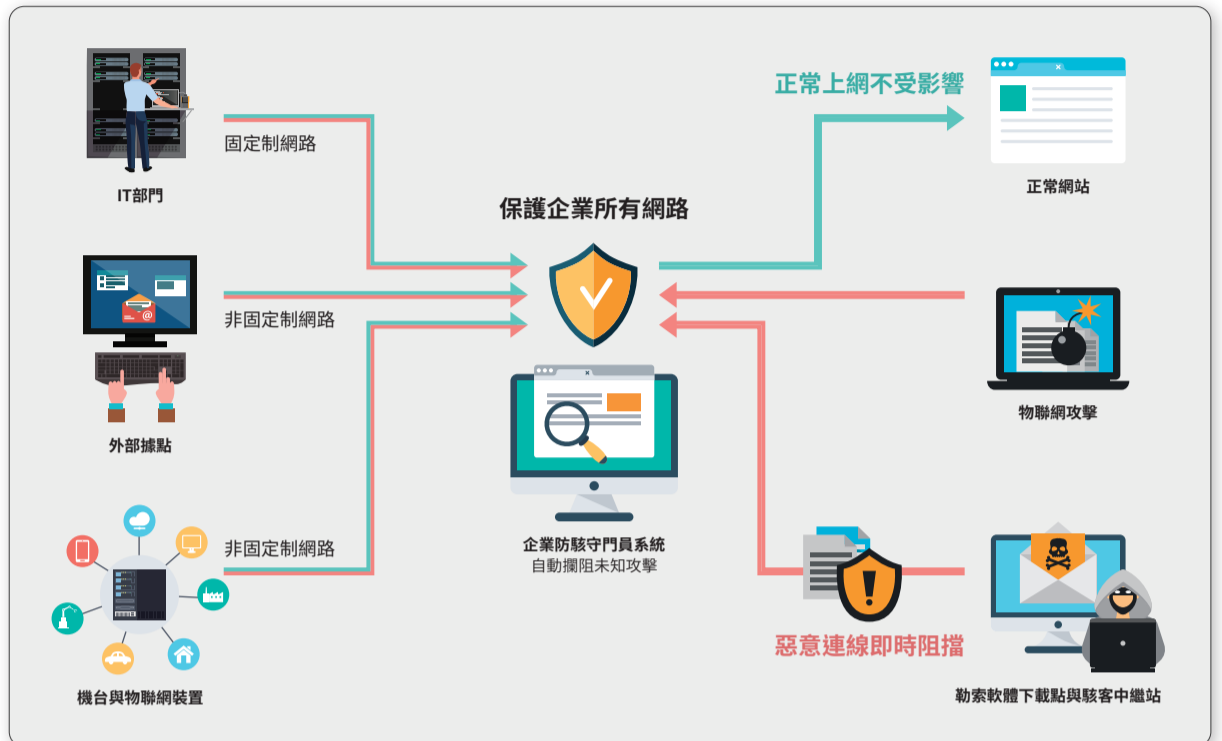 固定制網路
IT部門
正常上網不受影響
正常網站
保護企業所有網路
非固定制網路
@
外部據點
物聯網攻擊
非固定制網路
企業防駭守門員系統
自動攔阻未知攻擊
惡意連線即時阻擋
機台與物聯網裝置
勒索軟體下載點與駭客中繼站